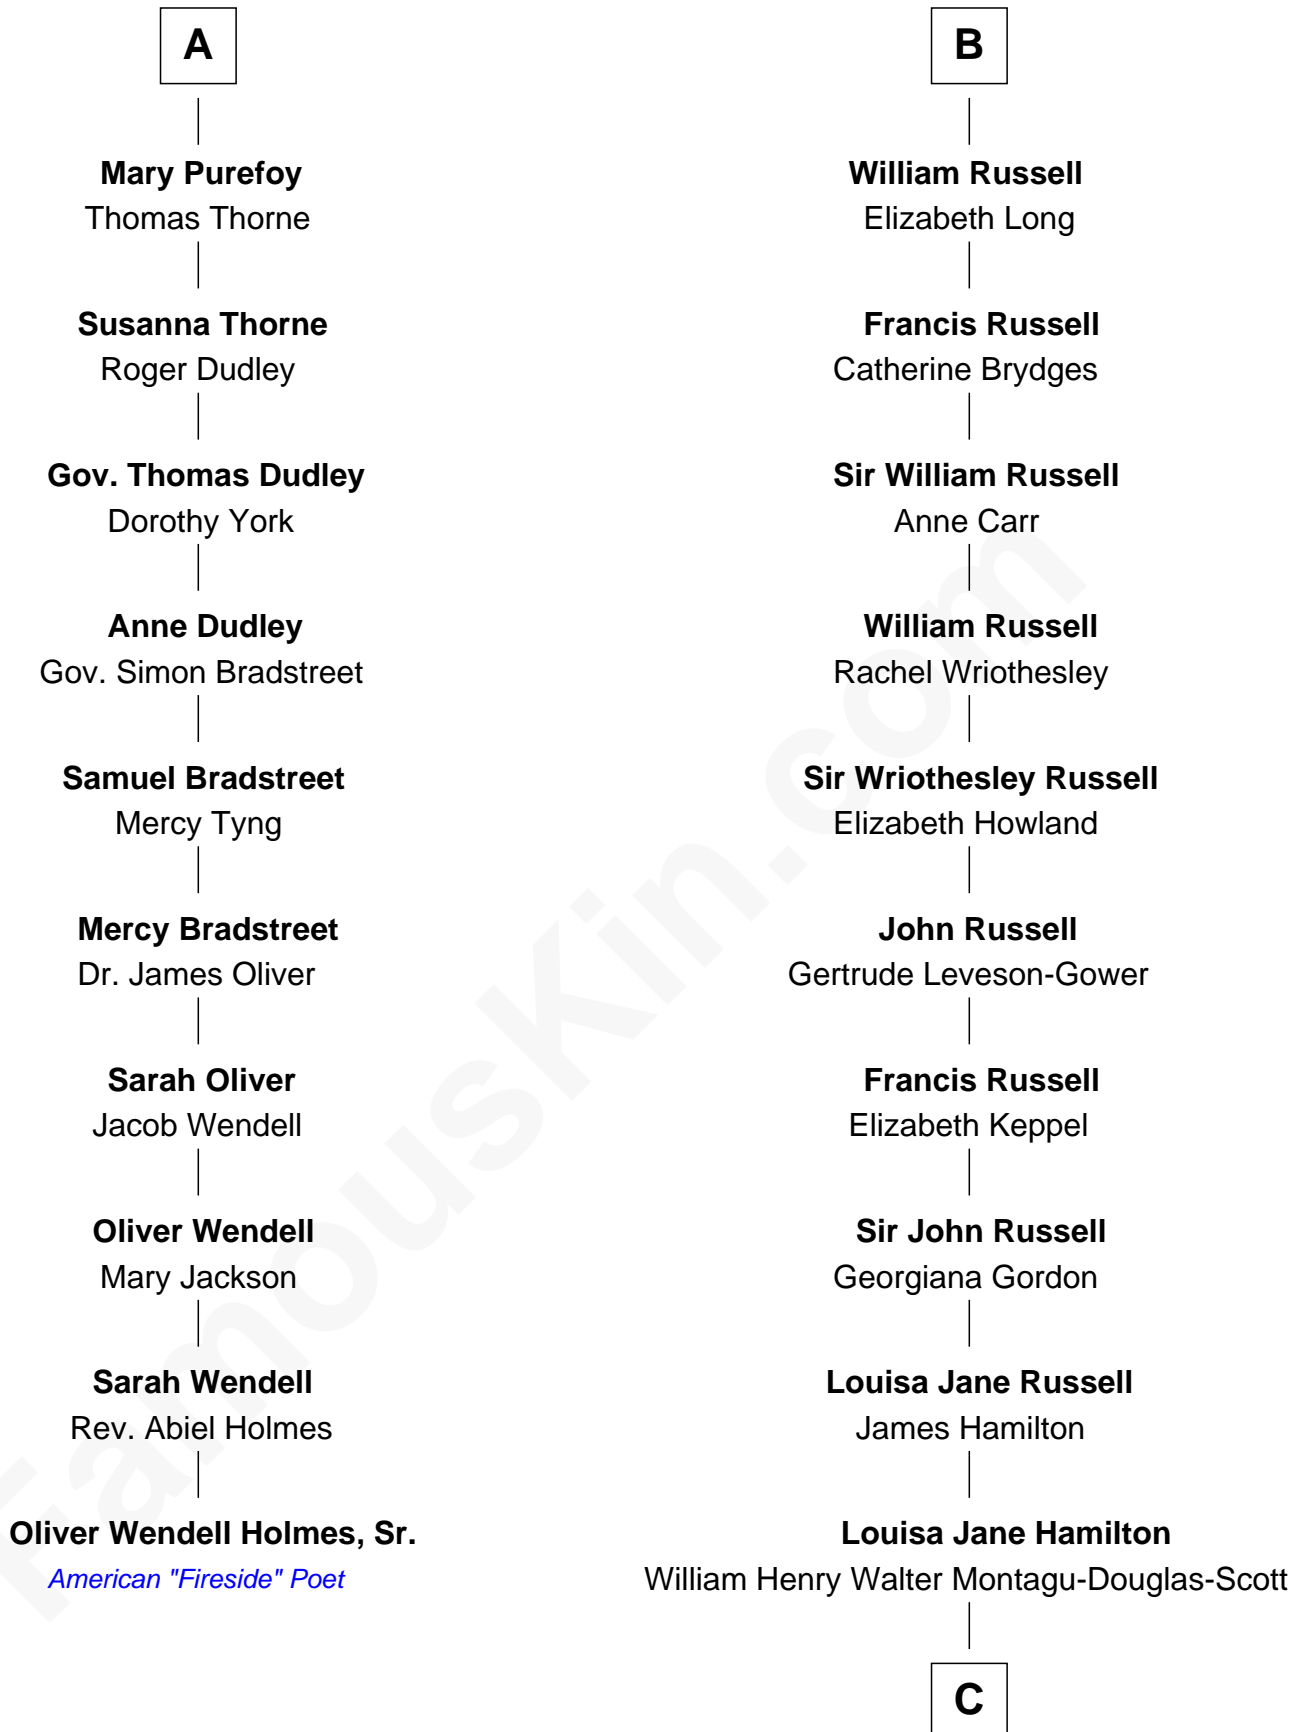 A
Mary Purefoy
Thomas Thorne
Susanna Thorne
Roger Dudley
Gov. Thomas Dudley
Dorothy York
Anne Dudley
Gov. Simon Bradstreet
Samuel Bradstreet
Mercy Tyng
Mercy Bradstreet
Dr. James Oliver
Sarah Oliver
Jacob Wendell
Oliver Wendell
Mary Jackson
Sarah Wendell
Rev. Abiel Holmes
Oliver Wendell Holmes, Sr.
American "Fireside" Poet
B
William Russell
Elizabeth Long
Francis Russell
Catherine Brydges
Sir William Russell
Anne Carr
William Russell
Rachel Wriothesley
Sir Wriothesley Russell
Elizabeth Howland
John Russell
Gertrude Leveson-Gower
Francis Russell
Elizabeth Keppel
Sir John Russell
Georgiana Gordon
Louisa Jane Russell
James Hamilton
Louisa Jane Hamilton
William Henry Walter Montagu-Douglas-Scott
C
FamousKin.com